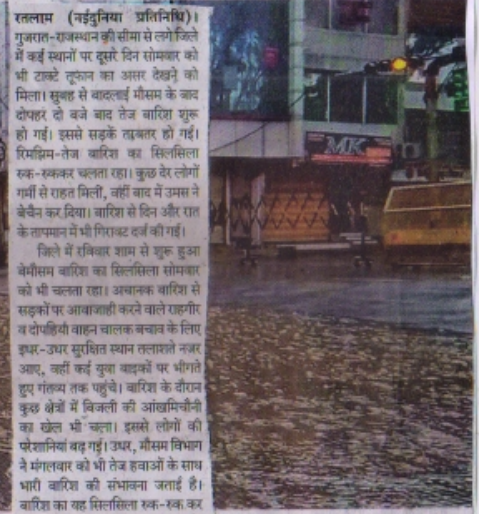 रतलाम (नईदुनिया प्रतिनिधि)।
गुजरात-राजस्थान की सीमा से लगे जिले
में कई स्थानों पर दूसरे दिन सोमवार को
भी टाक्टे तूफान का असर देखने को
मिला। सुबह से बादलाई मौसम के बाद
दोपहर दो बजे बाद तेज बारिश शुरू
हो गई। इससे सड़कें तरबतर हो गई।
रिमझिम-तेज बारिश का सिलसिला
रुक-रुककर चलता रहा। कुछ देर लोगों
गर्मी से राहत मिली, वहीं बाद में उमस ने
बेचैन कर दिया। बारिश से दिन और रात
के तापमान में भी गिरावट दर्ज की गई।
जिले में रविवार शाम से शुरू हुआ
बेमौसम बारिश का सिलसिला सोमवार
को भी चलता रहा। अचानक बारिश से
सड़कों पर आवाजाही करने वाले राहगीर
व दोपहिया वाहन चालक बचाव के लिए
इधर-उधर सुरक्षित स्थान तलाशते नजर
आए, वहीं कई युवा बाइकों पर भीगते
हुए गंतव्य तक पहुंचे। बारिश के दौरान
कुछ क्षेत्रों में बिजली की आंखमिचौनी
का खेल भी चला। इससे लोगों की
परेशानियां बढ़ गई। उधर, मौसम विभाग
ने मंगलवार को भी तेज हवाओं के साथ
भारी बारिश की संभावना जताई है।
बारिश का यह सिलसिला रुक-रुक कर
MK